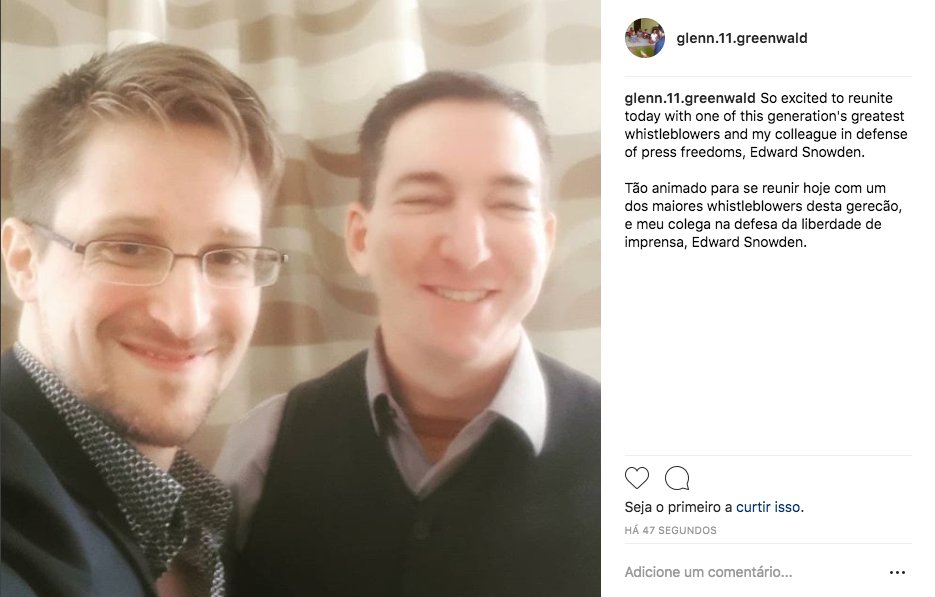 glenn.11.greenwald
glenn.11.greenwald So excited to reunite
today with one of this generation's greatest
whistleblowers and my colleague in defense
of press freedoms, Edward Snowden.
Tão animado para se reunir hoje com um
dos maiores whistleblowers desta gerecão,
e meu colega na defesa da liberdade de
imprensa, Edward Snowden.
Seja o primeiro a curtir isso.
HÁ 47 SEGUNDOS
Adicione um comentário...